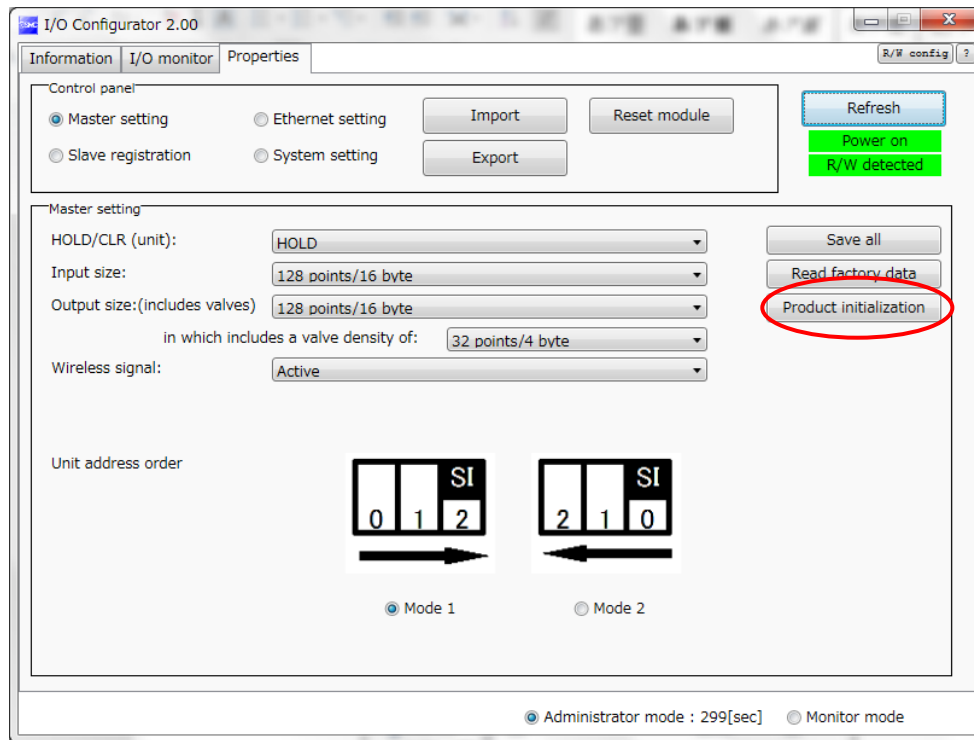 I/O Configurator 2.00
Information I/O monitor Properties R/W config ?
Control panel
Master setting Ethernet setting Import Reset module Refresh
Power on
Slave registration System setting Export R/W detected
Master setting
HOLD/CLR (unit): HOLD Save all
Input size: 128 points/16 byte Read factory data
Output size:(includes valves) 128 points/16 byte Product initialization
in which includes a valve density of: 32 points/4 byte
Wireless signal: Active
Unit address order
SI SI
0 1 2 2 1 0
Mode 1 Mode 2
Administrator mode : 299[sec] Monitor mode